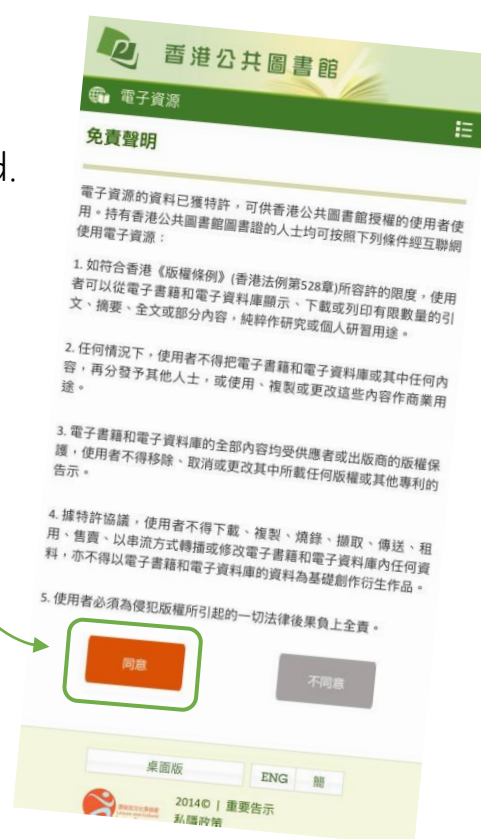 香港公共圖書館
電子資源
免責聲明
d.
電子資源的資料已獲特許，可供香港公共圖書館授權的使用者使
用。持有香港公共圖書館圖書證的人士均可按照下列條件經互聯網
使用電子資源：
1. 如符合香港《版權條例》(香港法例第528章)所容許的限度，使用
者可以從電子書籍和電子資料庫顯示、下載或列印有限數量的引
文、摘要、全文或部分內容，純粹作研究或個人研習用途。
2. 任何情況下，使用者不得把電子書籍和電子資料庫或其中任何內
容，再分發予其他人士，或使用、複製或更改這些內容作商業用
途。
3. 電子書籍和電子資料庫的全部內容均受供應者或出版商的版權保
護，使用者不得移除、取消或更改其中所載任何版權或其他專利的
告示。
4. 據特許協議，使用者不得下載、複製、燒錄、擷取、傳送、租
用、售賣、以串流方式轉播或修改電子書籍和電子資料庫內任何資
料，亦不得以電子書籍和電子資料庫的資料為基礎創作衍生作品。
5. 使用者必須為侵犯版權所引起的一切法律後果負上全責。
同意
不同意
桌面版
ENG
簡
2014© | 重要告示
私隱政策